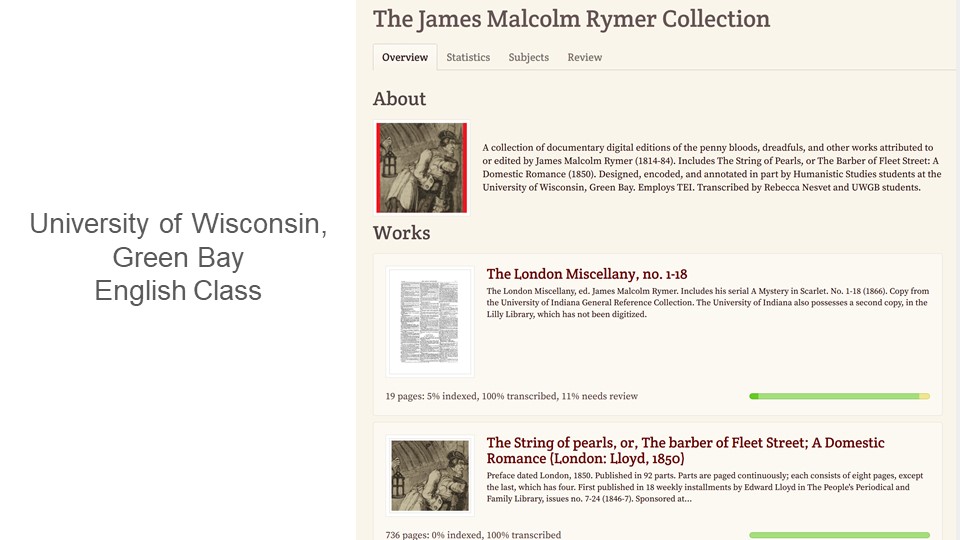 University of Wisconsin,
Green Bay
English Class
The James Malcolm Rymer Collection
Overview Statistics Subjects Review
About
A collection of documentary digital editions of the penny bloods, dreadfuls, and other works attributed to
or edited by James Malcolm Rymer (1814-84). Includes The String of Pearls, or The Barber of Fleet Street: A
Domestic Romance (1850). Designed, encoded, and annotated in part by Humanistic Studies students at the
University of Wisconsin, Green Bay. Employs TEI. Transcribed by Rebecca Nesvet and UWGB students.
Works
The London Miscellany, no. 1-18
The London Miscellany, ed. James Malcolm Rymer. Includes his serial A Mystery in Scarlet. No. 1-18 (1866). Copy from
the University of Indiana General Reference Collection. The University of Indiana also possesses a second copy, in the
Lilly Library, which has not been digitized.
19 pages: 5% indexed, 100% transcribed, 11% needs review
The String of pearls, or, The barber of Fleet Street; A Domestic
Romance (London: Lloyd, 1850)
Preface dated London, 1850. Published in 92 parts. Parts are paged continuously; each consists of eight pages, except
the last, which has four. First published in 18 weekly installments by Edward Lloyd in The People's Periodical and
Family Library, issues no. 7-24 (1846-7). Sponsored at...
736 pages: 0% indexed, 100% transcribed